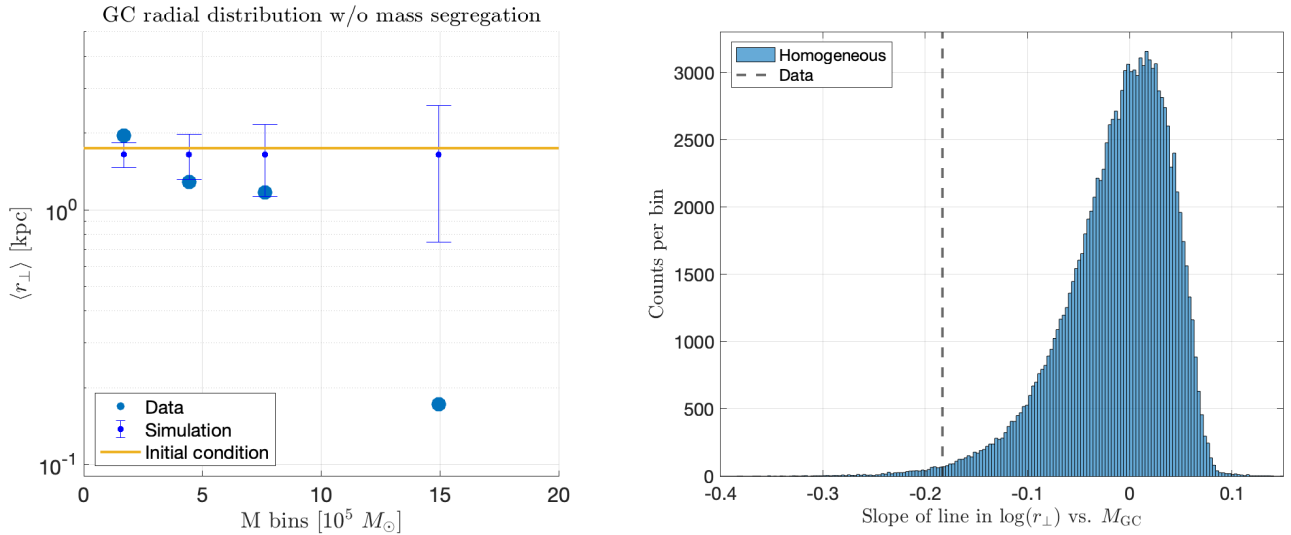 GC radial distribution w/o mass segregation
⟨r⊥⟩ [kpc]
10^0
10^-1
Data
Simulation
Initial condition
0 5 10 15 20
M bins [10^5 M⊙]
Homogeneous
Data
Counts per bin
3000
2500
2000
1500
1000
500
0
-0.4 -0.3 -0.2 -0.1 0 0.1
Slope of line in log(r⊥) vs. M_GC